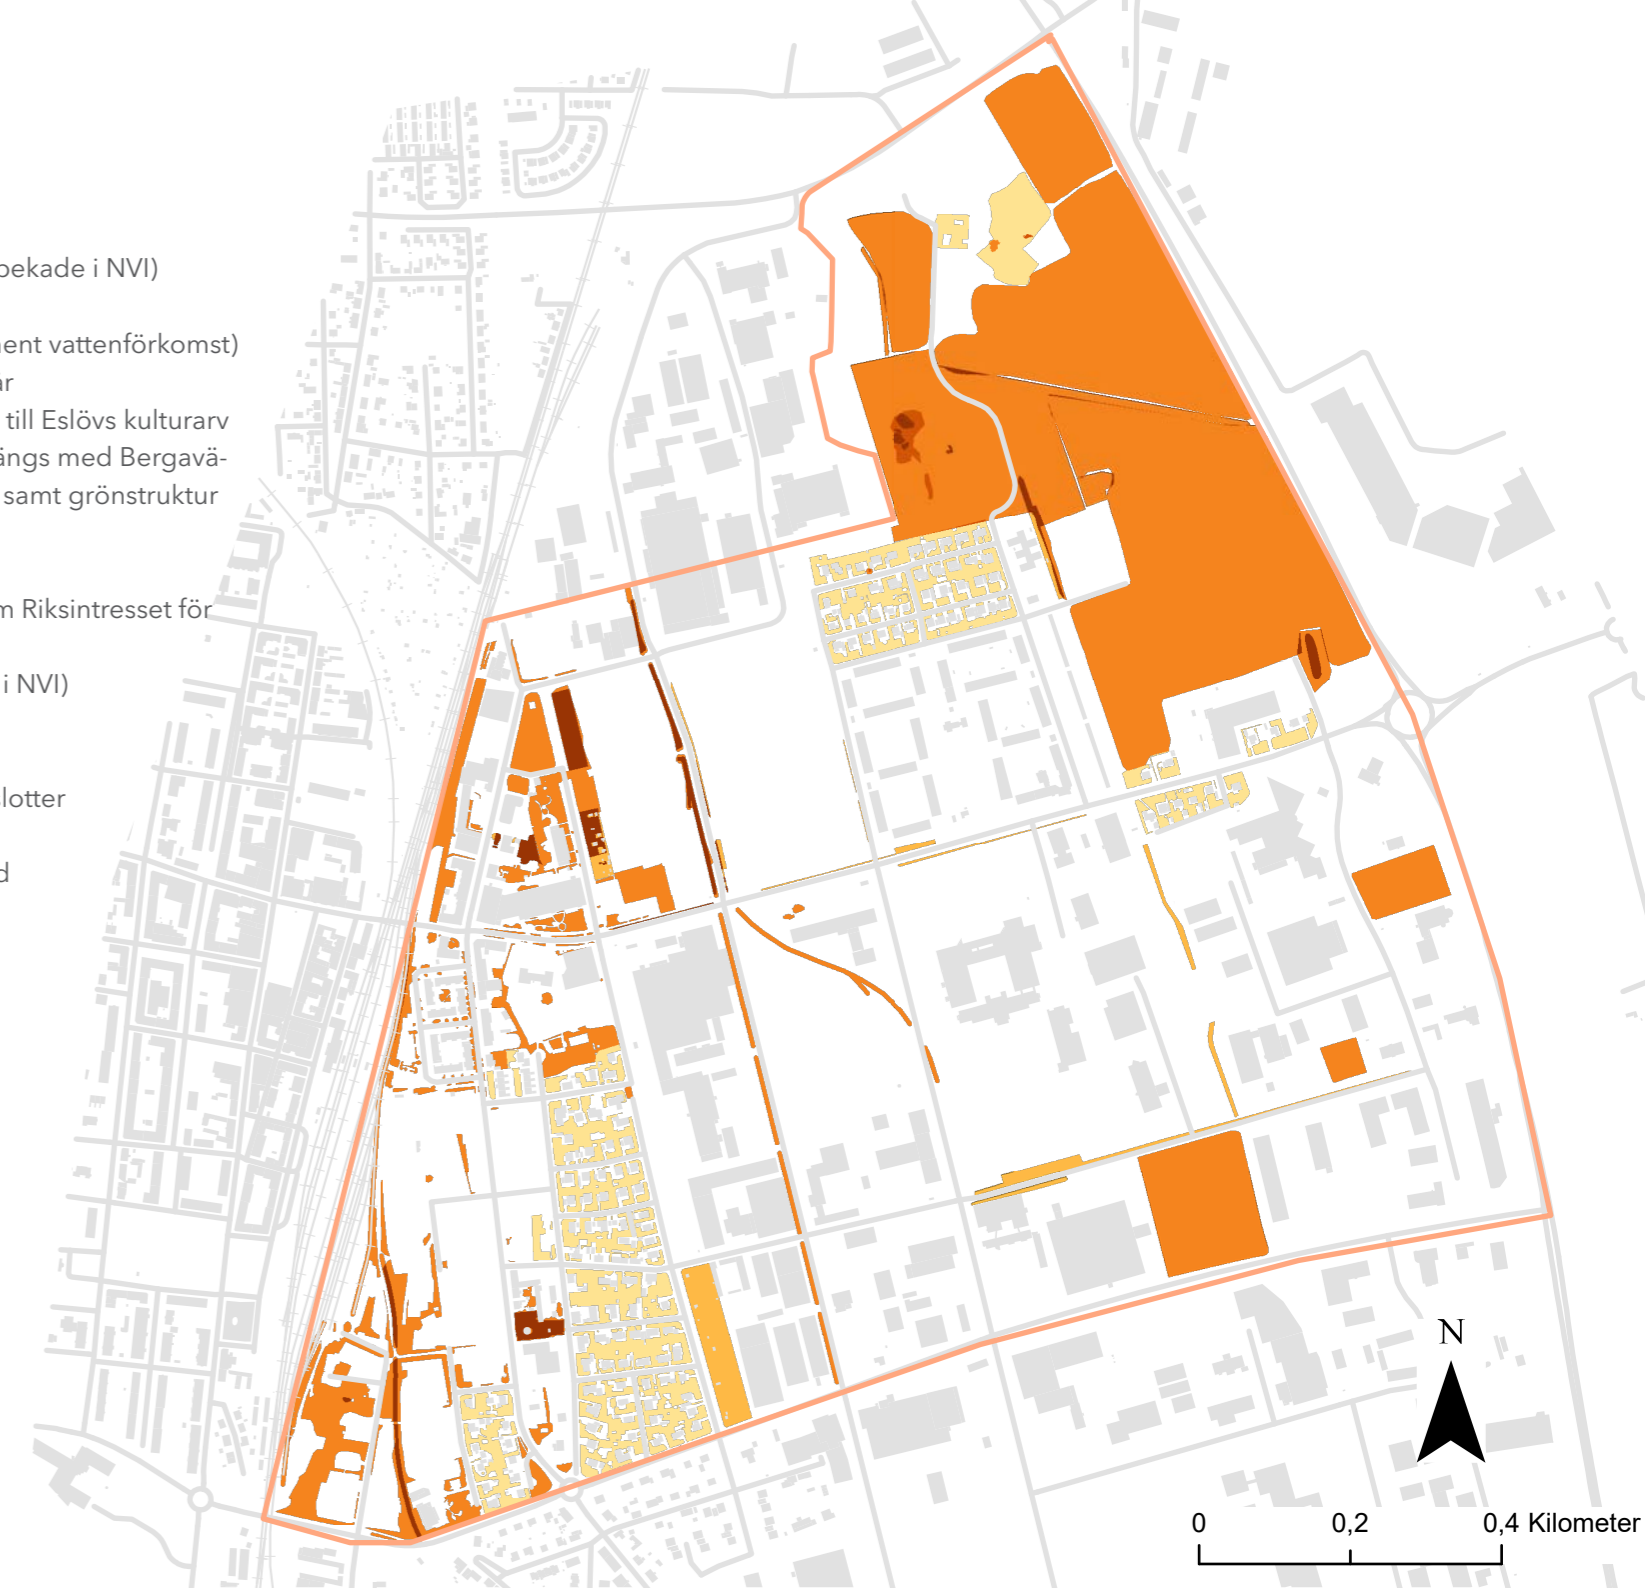 pekade i NVI)
nent vattenförkomst)
ar
till Eslövs kulturarv
ängs med Bergavä-
samt grönstruktur
m Riksintresset för
i NVI)
slotter
d
N
0 0,2 0,4 Kilometer